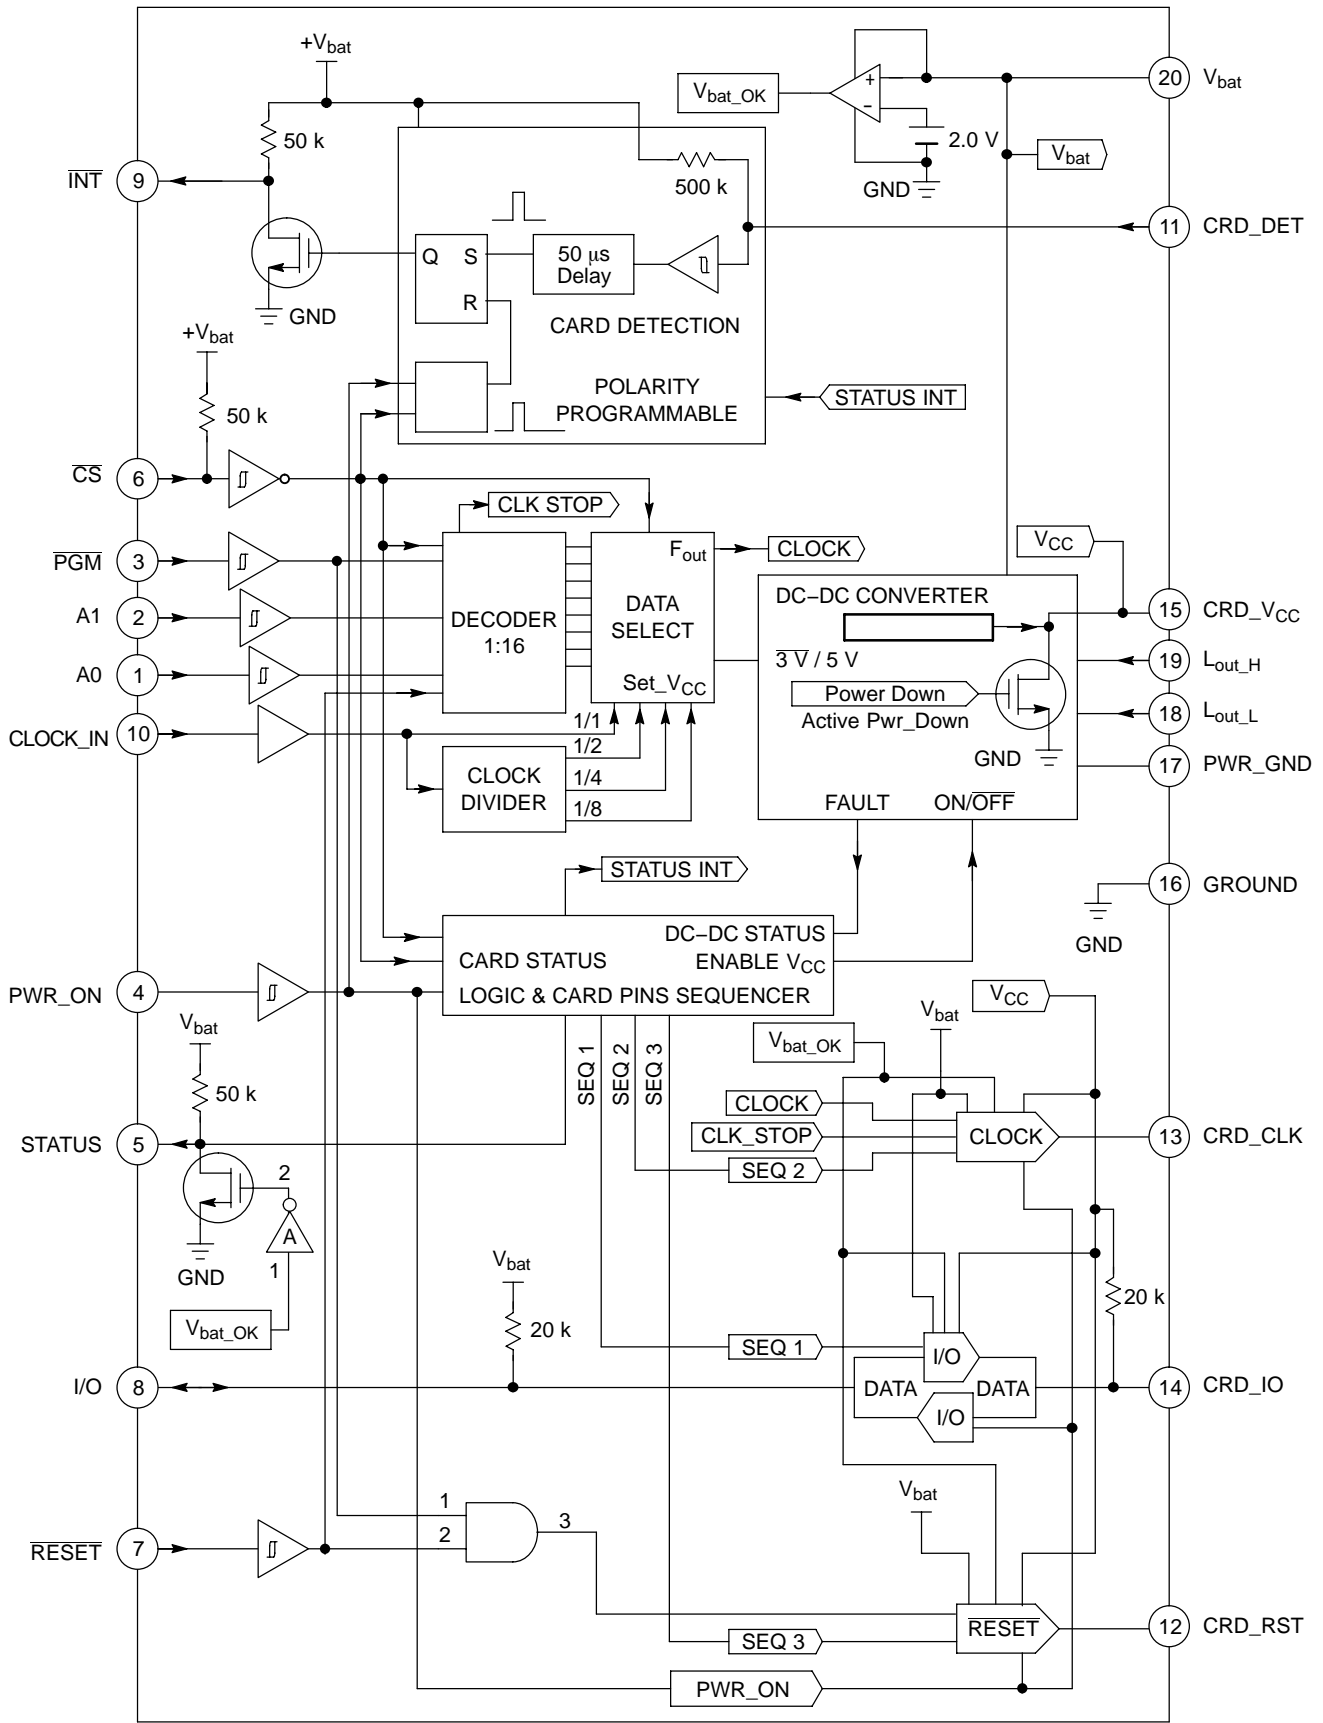 +Vbat
50 k
INT
9
GND
Vbat_OK
+
−
2.0 V
GND
20
Vbat
Vbat
500 k
11
CRD_DET
Q
S
R
50 µs
Delay
CARD DETECTION
POLARITY
PROGRAMMABLE
STATUS INT
+Vbat
50 k
CS
6
CLK STOP
PGM
3
A1
2
A0
1
CLOCK_IN
10
DECODER
1:16
Fout
DATA
SELECT
Set_VCC
CLOCK
1/1
1/2
1/4
1/8
CLOCK
DIVIDER
VCC
DC−DC CONVERTER
3 V / 5 V
Power Down
Active Pwr_Down
GND
FAULT
ON/OFF
15
CRD_VCC
19
Lout_H
18
Lout_L
17
PWR_GND
16
GROUND
GND
STATUS INT
DC−DC STATUS
CARD STATUS
ENABLE VCC
LOGIC & CARD PINS SEQUENCER
PWR_ON
4
Vbat
50 k
STATUS
5
2
A
1
GND
Vbat_OK
SEQ 1
SEQ 2
SEQ 3
Vbat_OK
Vbat
VCC
CLOCK
CLK_STOP
SEQ 2
CLOCK
13
CRD_CLK
Vbat
20 k
20 k
SEQ 1
I/O
I/O
8
DATA
DATA
I/O
14
CRD_IO
Vbat
RESET
7
1
2
3
RESET
12
CRD_RST
SEQ 3
PWR_ON